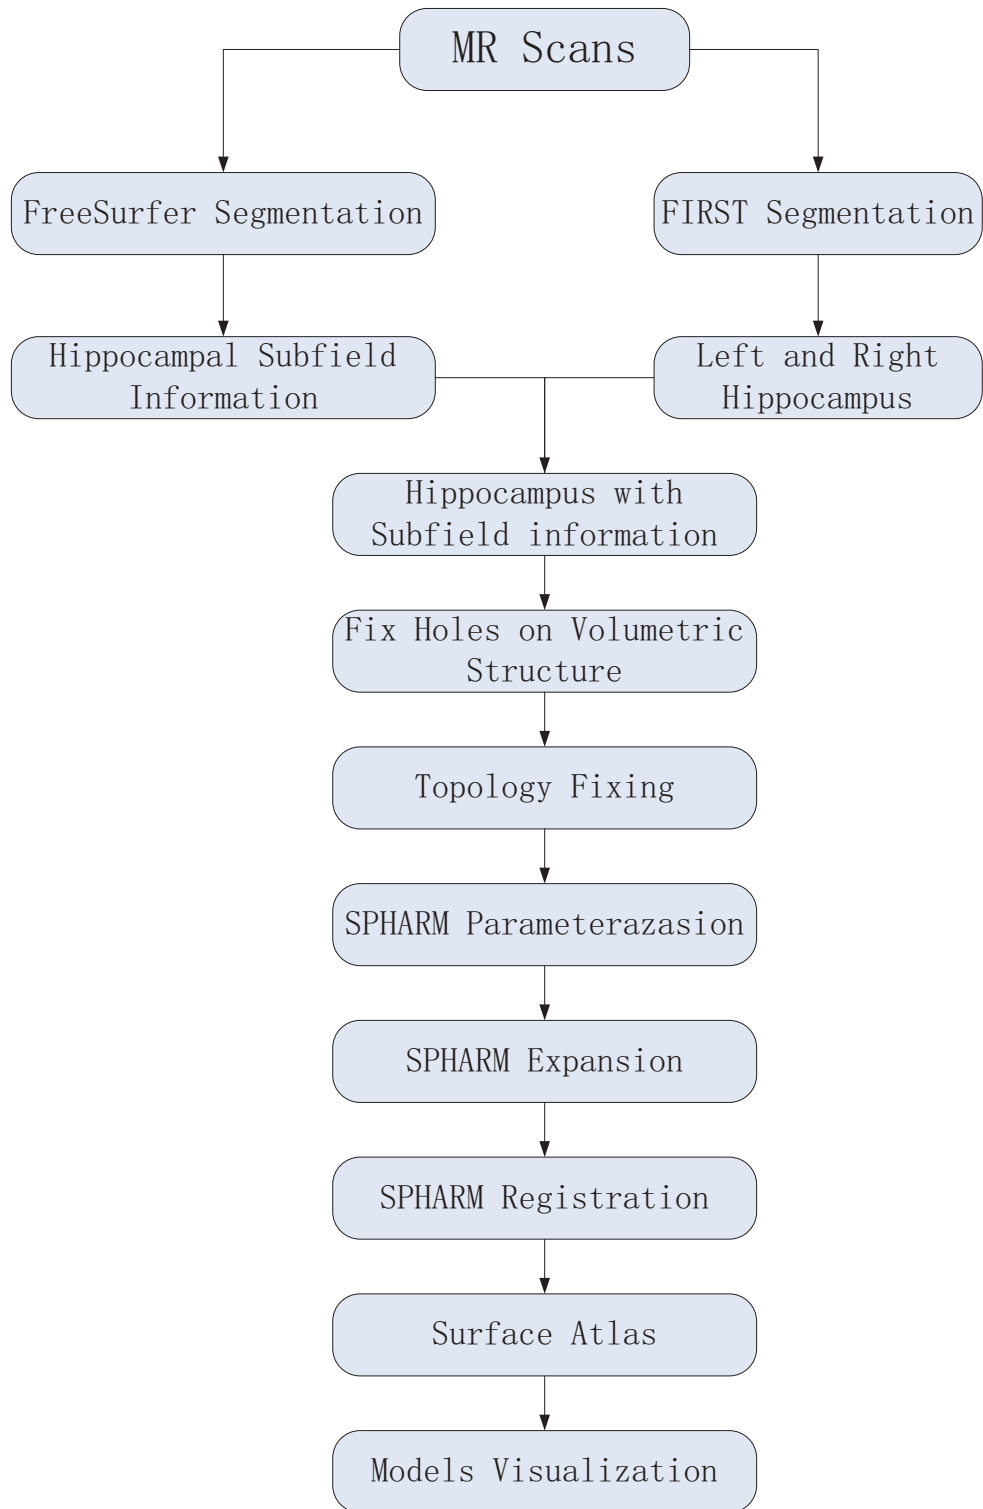 MR Scans
FreeSurfer Segmentation
FIRST Segmentation
Hippocampal Subfield
Information
Left and Right
Hippocampus
Hippocampus with
Subfield information
Fix Holes on Volumetric
Structure
Topology Fixing
SPHARM Parameterazasion
SPHARM Expansion
SPHARM Registration
Surface Atlas
Models Visualization